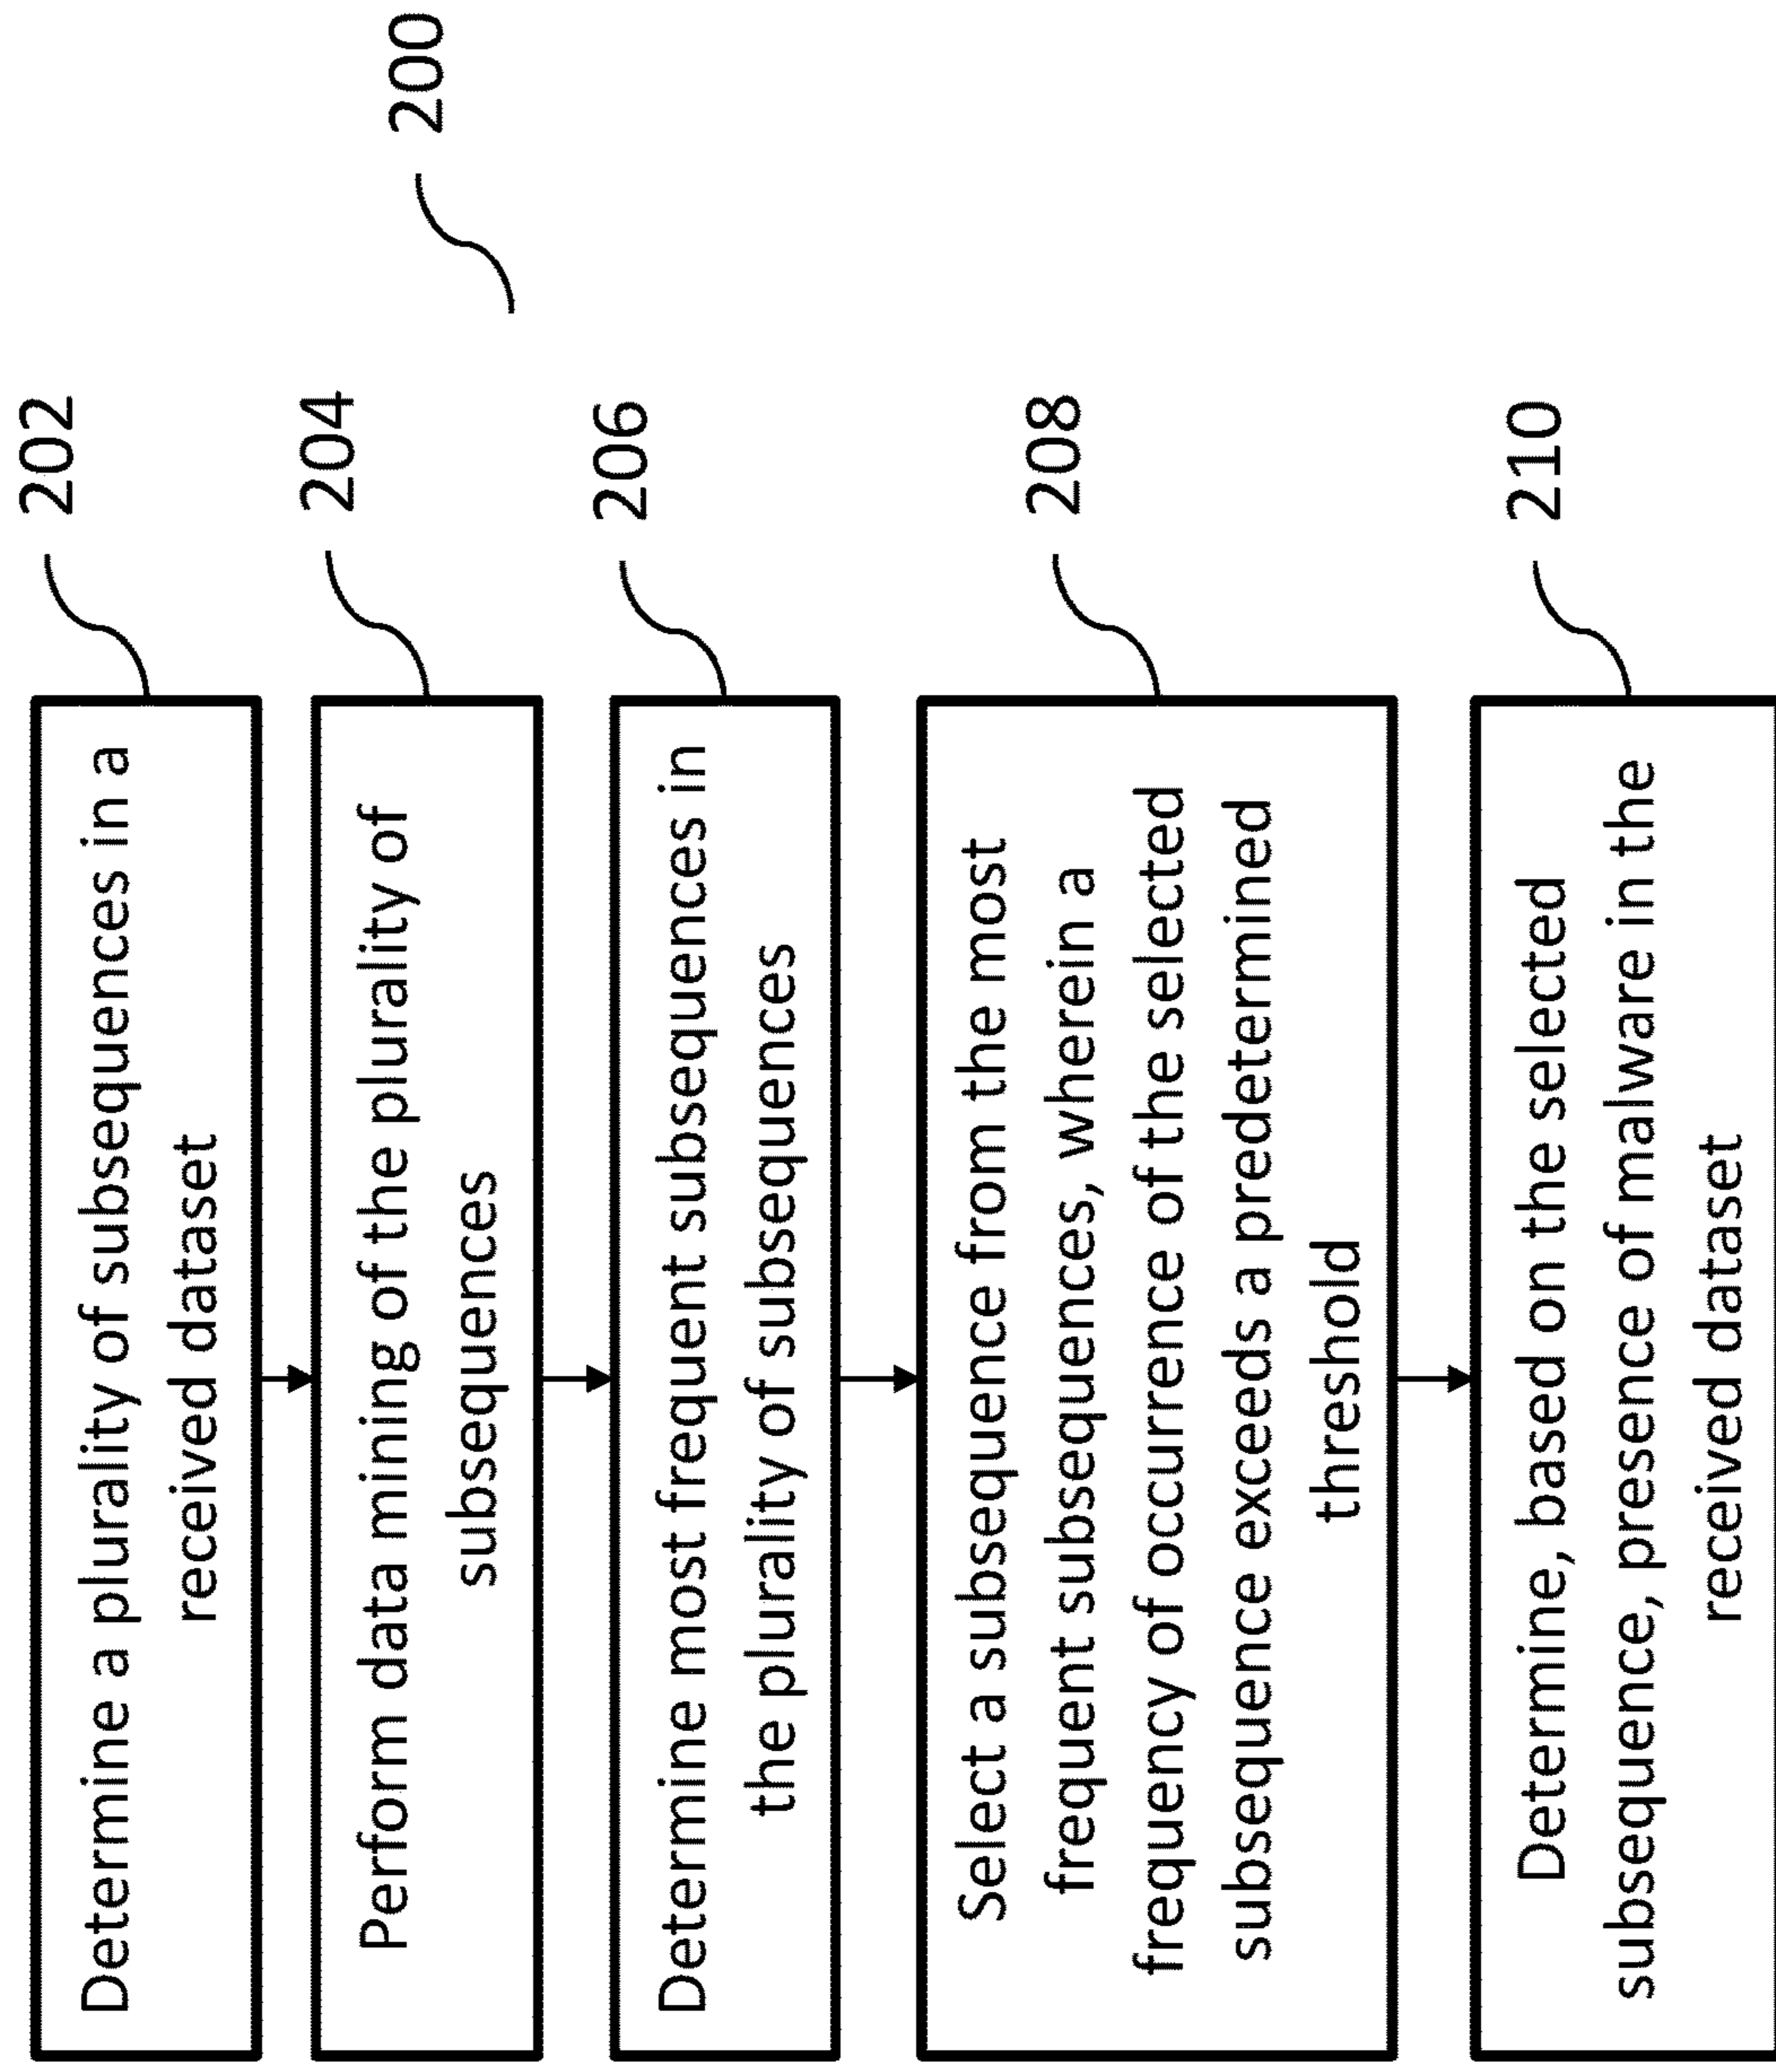 200
Determine a plurality of subsequences in a
received dataset
202
Perform data mining of the plurality of
subsequences
204
Determine most frequent subsequences in
the plurality of subsequences
206
Select a subsequence from the most
frequent subsequences, wherein a
frequency of occurrence of the selected
subsequence exceeds a predetermined
threshold
208
Determine, based on the selected
subsequence, presence of malware in the
received dataset
210